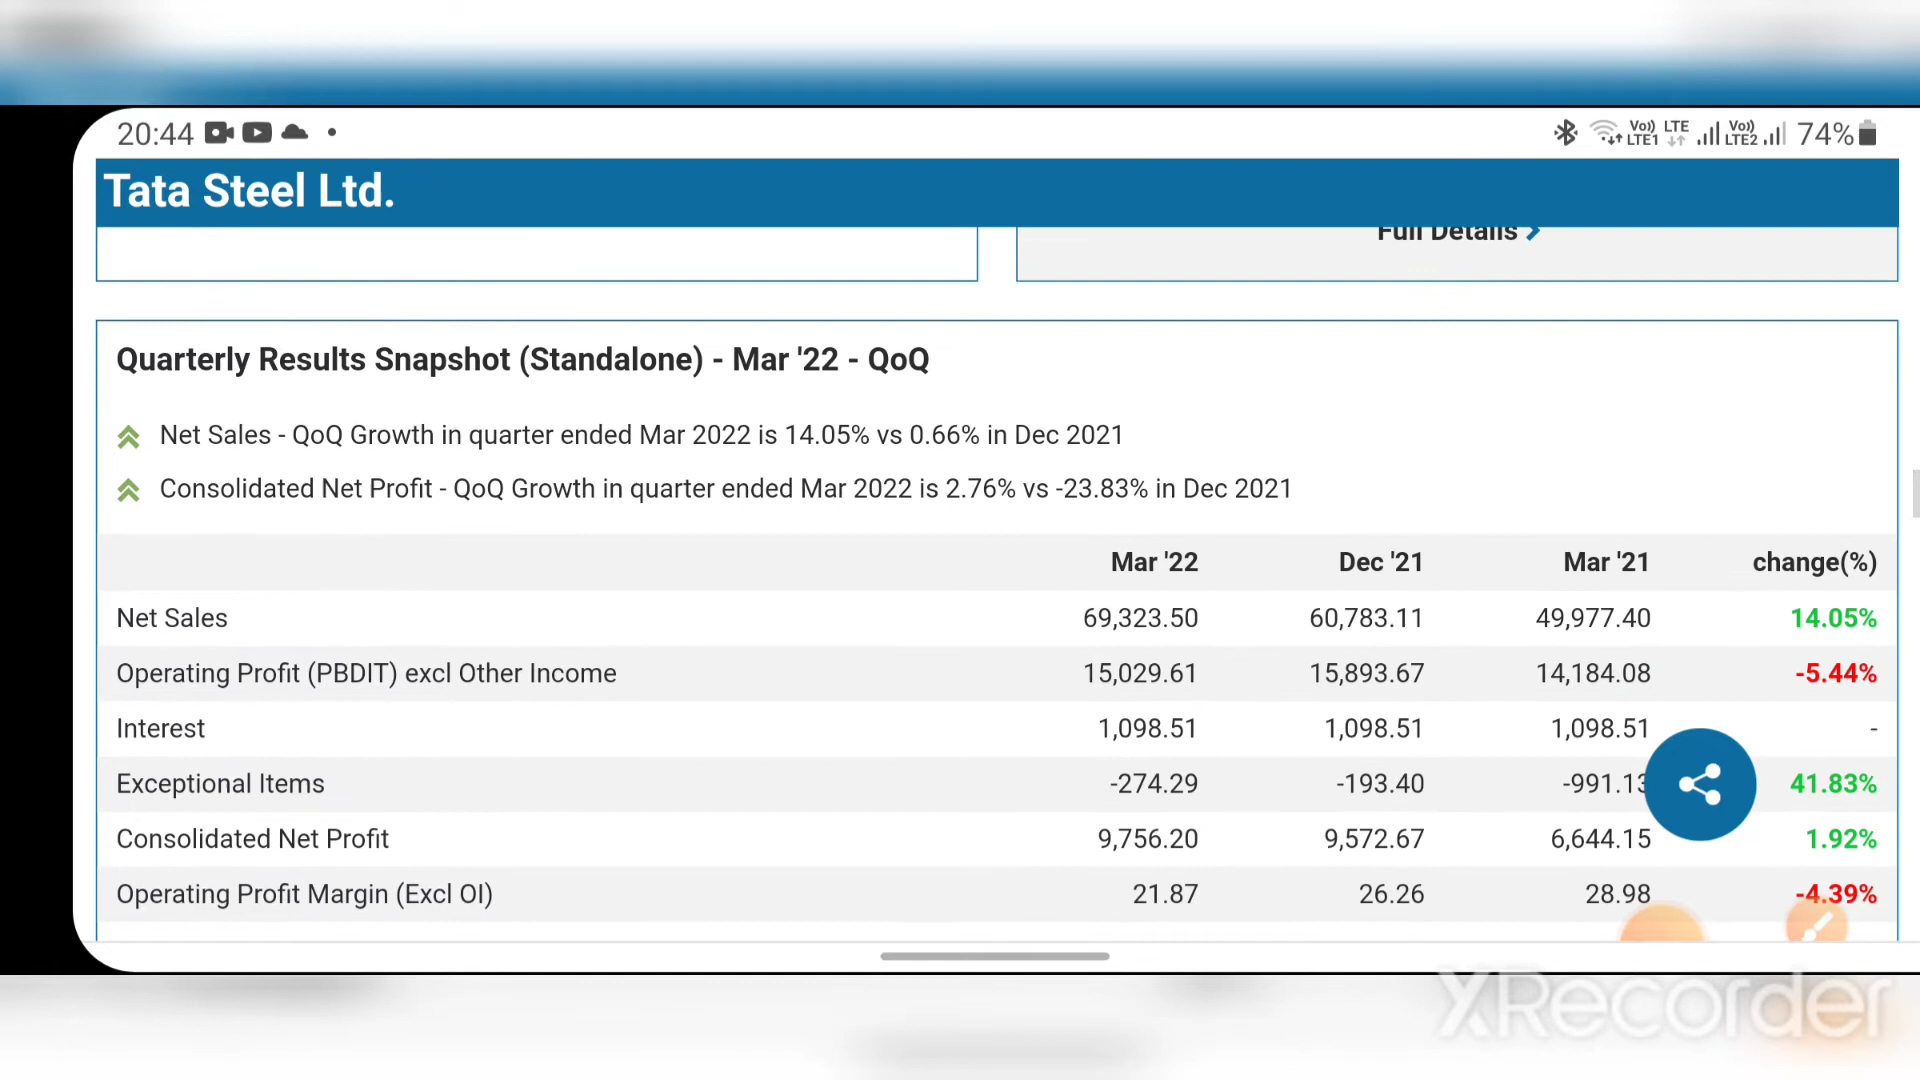 20:44
Vo) LTE1 LTE Vo) LTE2 74%
Tata Steel Ltd.
Full Details
Quarterly Results Snapshot (Standalone) - Mar '22 - QoQ
Net Sales - QoQ Growth in quarter ended Mar 2022 is 14.05% vs 0.66% in Dec 2021
Consolidated Net Profit - QoQ Growth in quarter ended Mar 2022 is 2.76% vs -23.83% in Dec 2021
Mar '22 Dec '21 Mar '21 change(%)
Net Sales 69,323.50 60,783.11 49,977.40 14.05%
Operating Profit (PBDIT) excl Other Income 15,029.61 15,893.67 14,184.08 -5.44%
Interest 1,098.51 1,098.51 1,098.51 -
Exceptional Items -274.29 -193.40 -991.13 41.83%
Consolidated Net Profit 9,756.20 9,572.67 6,644.15 1.92%
Operating Profit Margin (Excl OI) 21.87 26.26 28.98 -4.39%
XRecorder